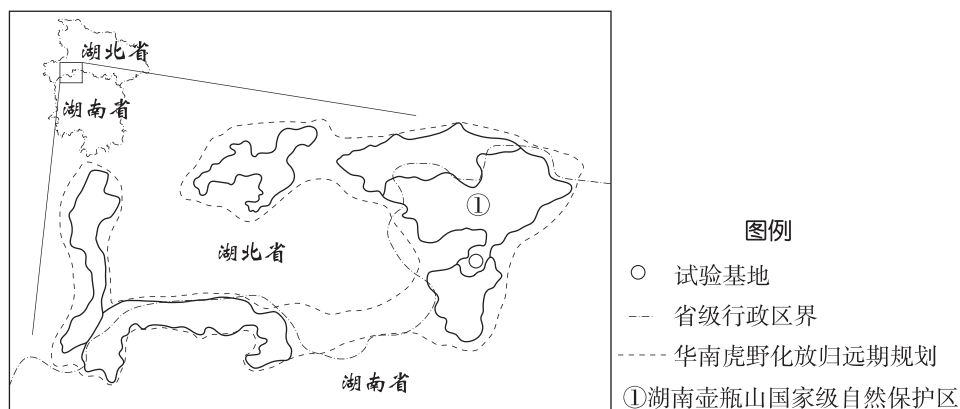 湖北省
湖南省
①
湖北省
湖南省
图例
试验基地
省级行政区界
华南虎野化放归远期规划
①湖南壶瓶山国家级自然保护区